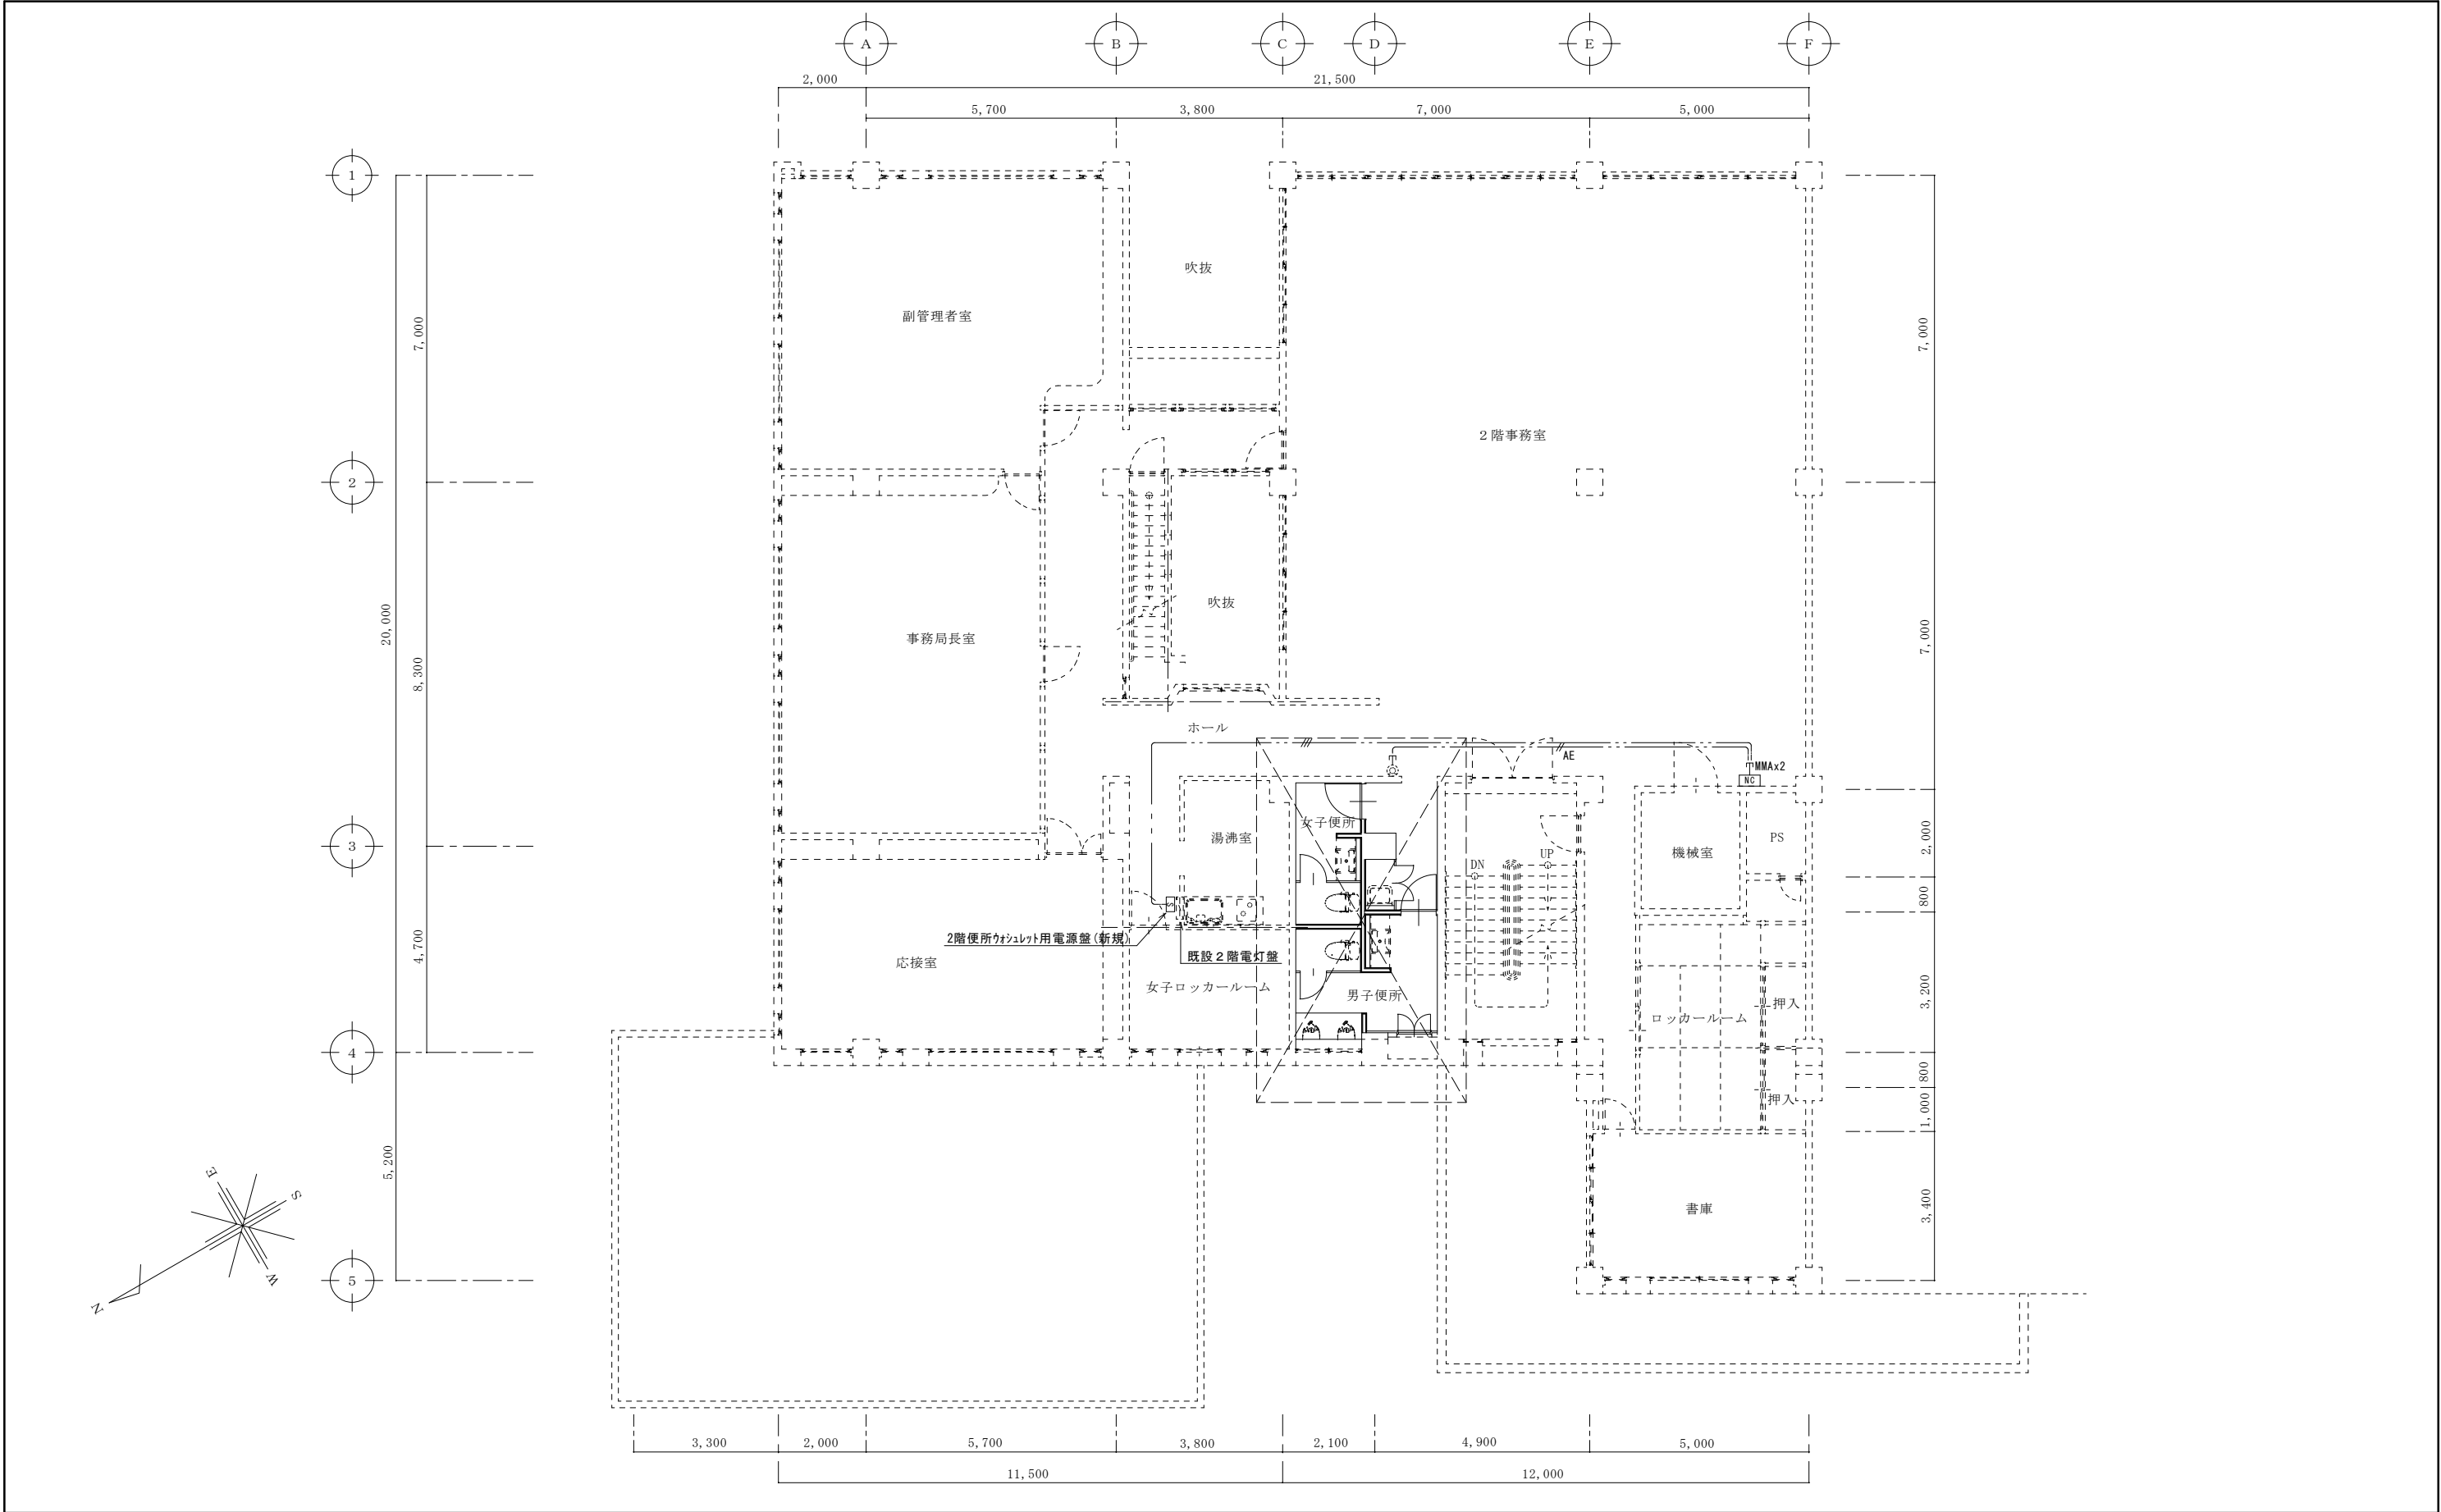 A
B
C
D
E
F
2,000
21,500
5,700
3,800
7,000
5,000
1
吹抜
副管理者室
7,000
7,000
2階事務室
2
吹抜
20,000
事務局長室
7,000
8,300
ホール
AE
MMAx2
NC
女子便所
湯沸室
機械室
PS
2,000
3
DN
UP
800
S
2階便所ウォシュレット用電源盤(新規)
既設2階電灯盤
4,700
応接室
女子ロッカールーム
男子便所
3,200
押入
ロッカールーム
4
800
押入
1,000
5,200
E
S
書庫
3,400
W
5
N
3,300
2,000
5,700
3,800
2,100
4,900
5,000
11,500
12,000